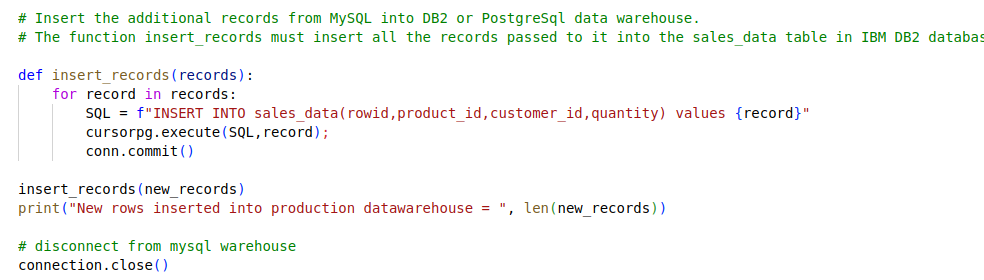 # Insert the additional records from MySQL into DB2 or PostgreSql data warehouse.
# The function insert_records must insert all the records passed to it into the sales_data table in IBM DB2 databas
def insert_records(records):
    for record in records:
        SQL = f"INSERT INTO sales_data(rowid,product_id,customer_id,quantity) values {record}"
        cursorpg.execute(SQL,record);
        conn.commit()
insert_records(new_records)
print("New rows inserted into production datawarehouse = ", len(new_records))
# disconnect from mysql warehouse
connection.close()